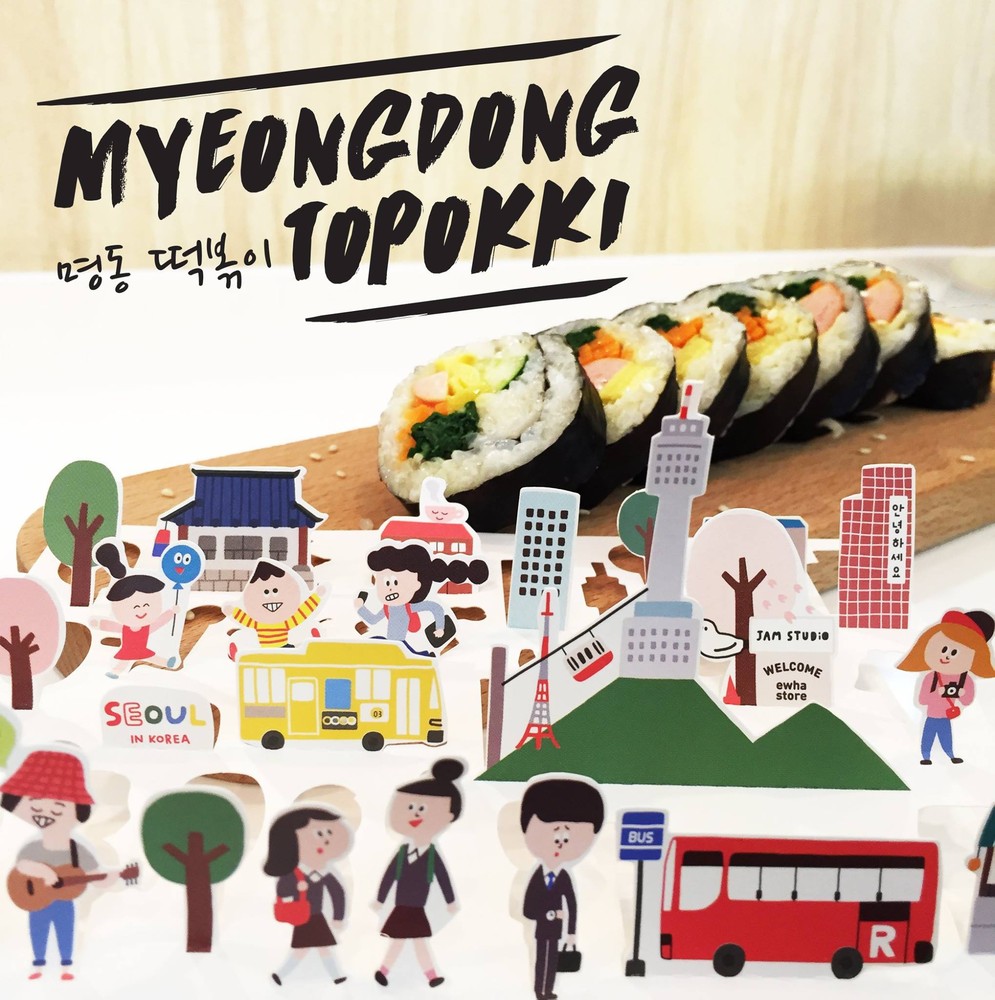 MYEONGDONG
명동 떡볶이 TOPOKKI
안녕하세요
JAM STUDIO
WELCOME
ewha
store
SEOUL
IN KOREA
03
BUS
R